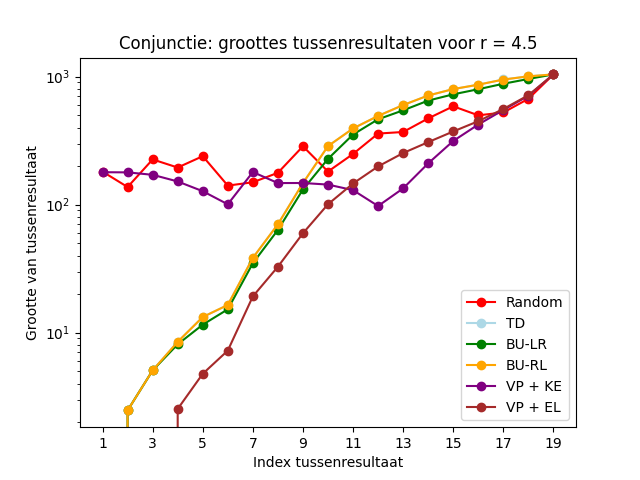 Conjunctie: groottes tussenresultaten voor r = 4.5
Grootte van tussenresultaat
10³
10²
10¹
1 3 5 7 9 11 13 15 17 19
Index tussenresultaat
Random
TD
BU-LR
BU-RL
VP + KE
VP + EL